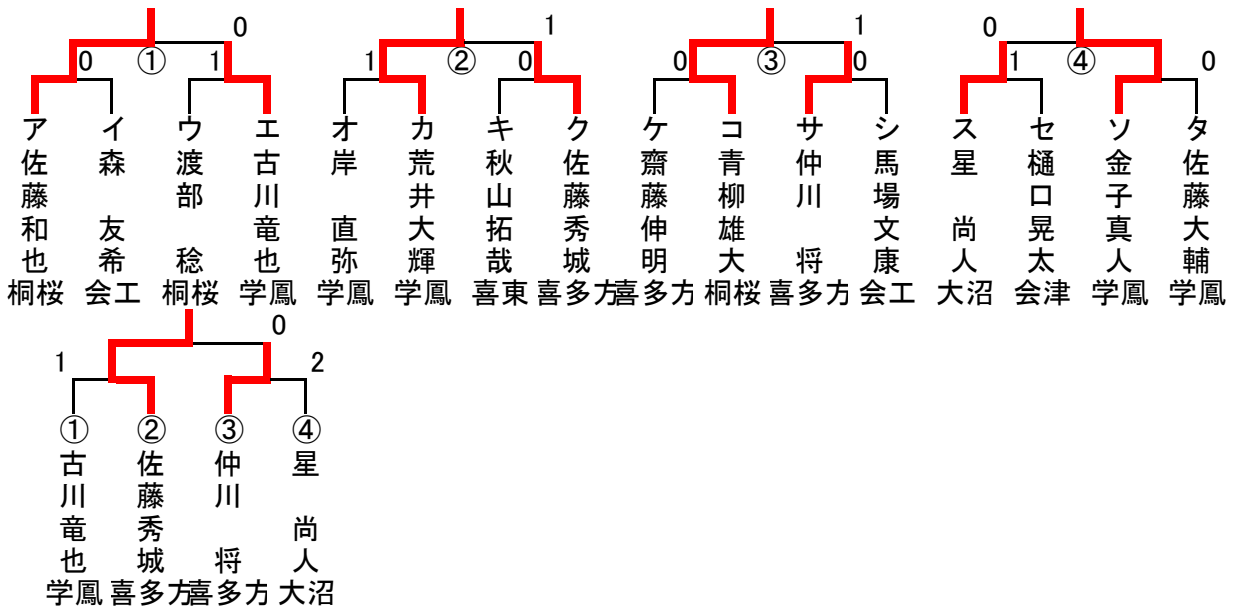 0 1 0 1 0
0 ① 1 1 ② 0 0 ③ 0 1 ④ 0
ア イ ウ エ オ カ キ ク ケ コ サ シ ス セ ソ タ
佐藤和也 森 友希 渡部 稔 古川竜也 岸 直弥 荒井大輝 秋山拓哉 佐藤秀城 齋藤伸明 青柳雄大 仲川 将 馬場文康 星 尚人 樋口晃太 金子真人 佐藤大輔
桐桜 会工 桐桜 学鳳 学鳳 学鳳 喜東 喜多方 喜多方 桐桜 喜多方 会工 大沼 会津 学鳳 学鳳
0
1 2
① ② ③ ④
古川竜也 佐藤秀城 仲川 将 星 尚人
学鳳 喜多方 喜多方 大沼